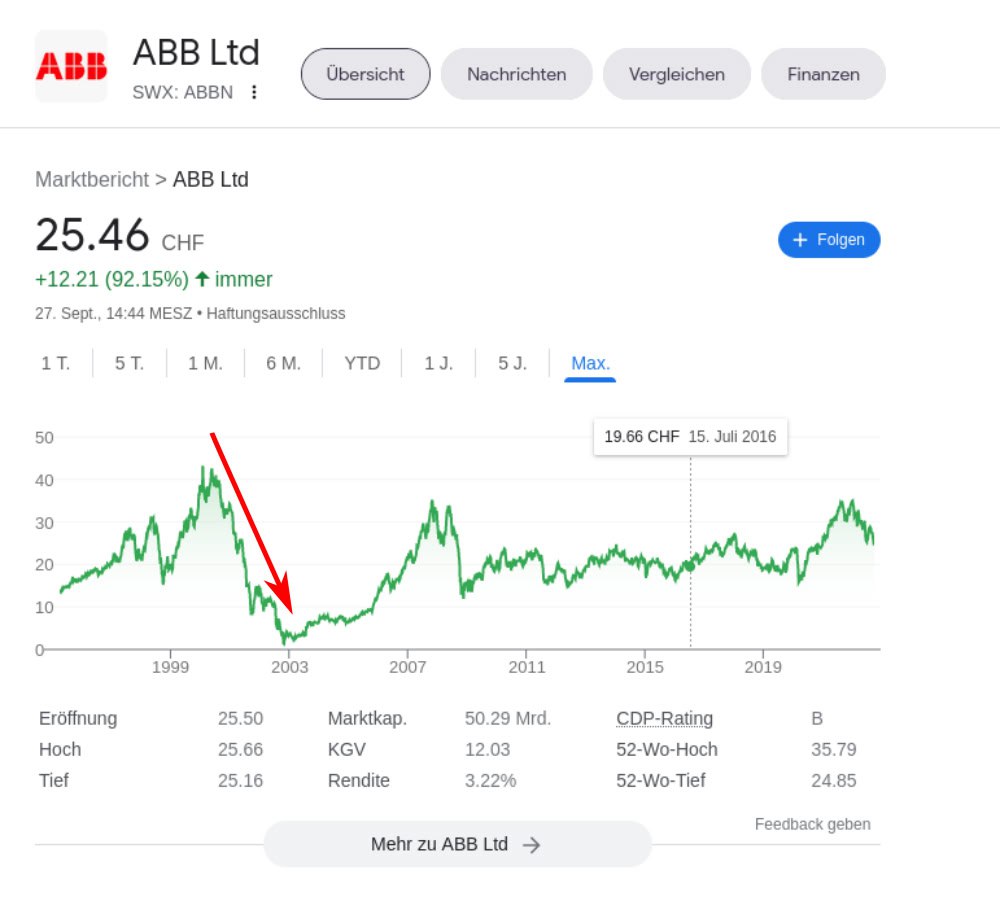 ABB
ABB Ltd
SWX: ABBN
Übersicht
Nachrichten
Vergleichen
Finanzen
Marktbericht > ABB Ltd
25.46 CHF
+ Folgen
+12.21 (92.15%) immer
27. Sept., 14:44 MESZ • Haftungsausschluss
1 T. 5 T. 1 M. 6 M. YTD 1 J. 5 J. Max.
19.66 CHF 15. Juli 2016
50
40
30
20
10
0
1999 2003 2007 2011 2015 2019
Eröffnung 25.50 Marktkap. 50.29 Mrd. CDP-Rating B
Hoch 25.66 KGV 12.03 52-Wo-Hoch 35.79
Tief 25.16 Rendite 3.22% 52-Wo-Tief 24.85
Feedback geben
Mehr zu ABB Ltd →